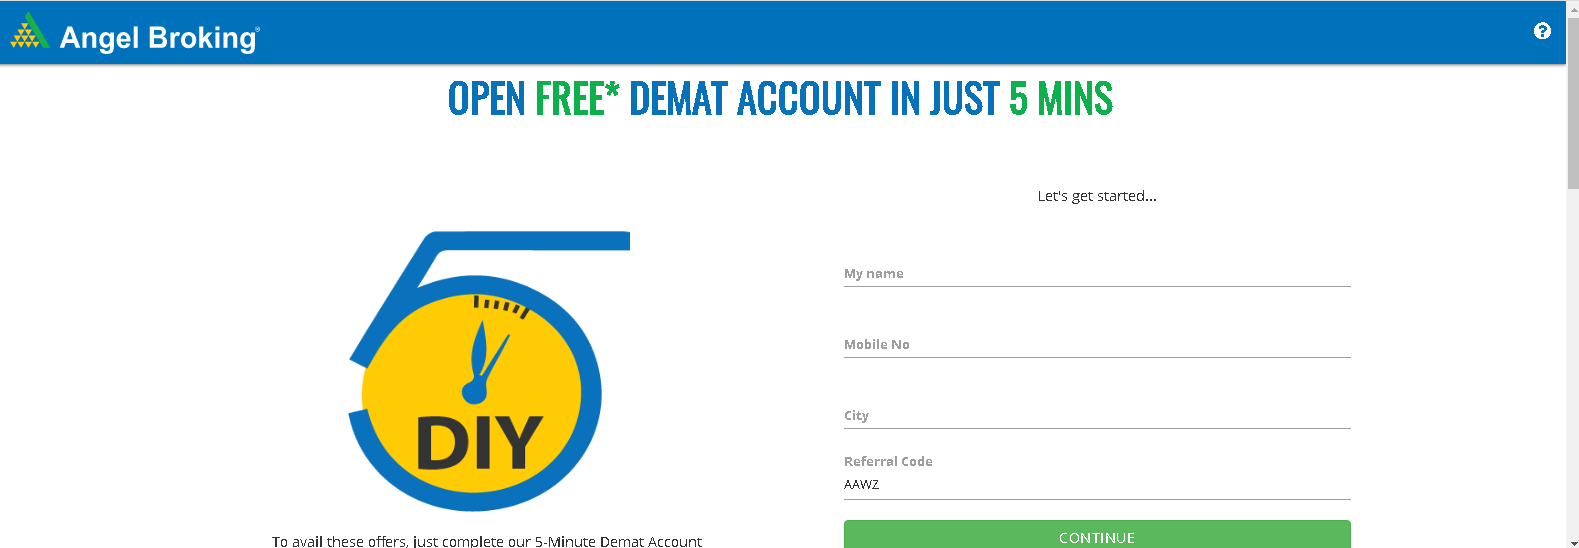 Angel Broking®
OPEN FREE* DEMAT ACCOUNT IN JUST 5 MINS
Let's get started...
My name
Mobile No
City
Referral Code
AAWZ
CONTINUE
5
DIY
To avail these offers, just complete our 5-Minute Demat Account